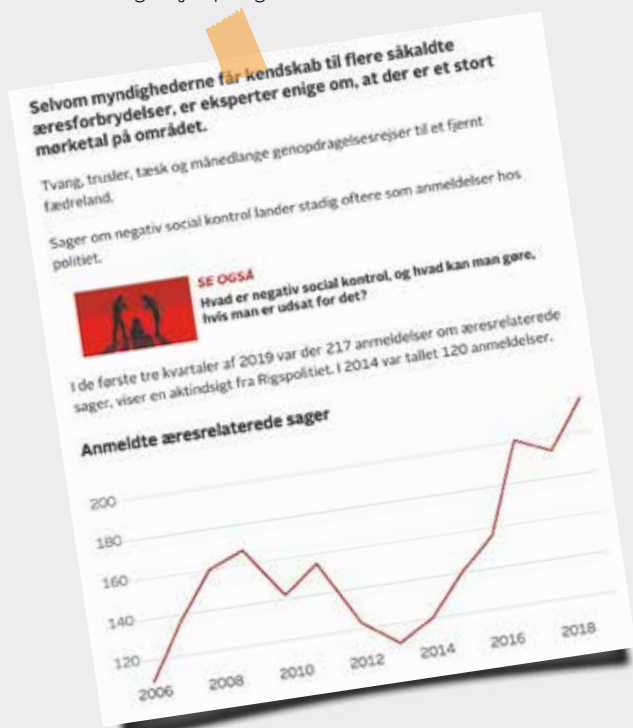 Selvom myndighederne får kendskab til flere såkaldte
æresforbrydelser, er eksperter enige om, at der er et stort
mørketal på området.
Tvang, trusler, tæsk og månedlange genopdragelsesrejser til et fjernt
fædreland.
Sager om negativ social kontrol lander stadig oftere som anmeldelser hos
politiet.
SE OGSÅ
Hvad er negativ social kontrol, og hvad kan man gøre,
hvis man er udsat for det?
I de første tre kvartaler af 2019 var der 217 anmeldelser om æresrelaterede
sager, viser en aktindsigt fra Rigspolitiet. I 2014 var tallet 120 anmeldelser.
Anmeldte æresrelaterede sager
200
180
160
140
120
2006 2008 2010 2012 2014 2016 2018